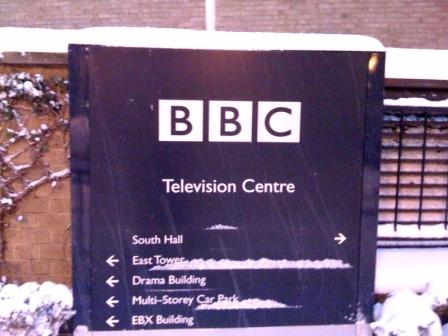 BBC
Television Centre
South Hall →
← East Tower
← Drama Building
← Multi-Storey Car Park
← EBX Building